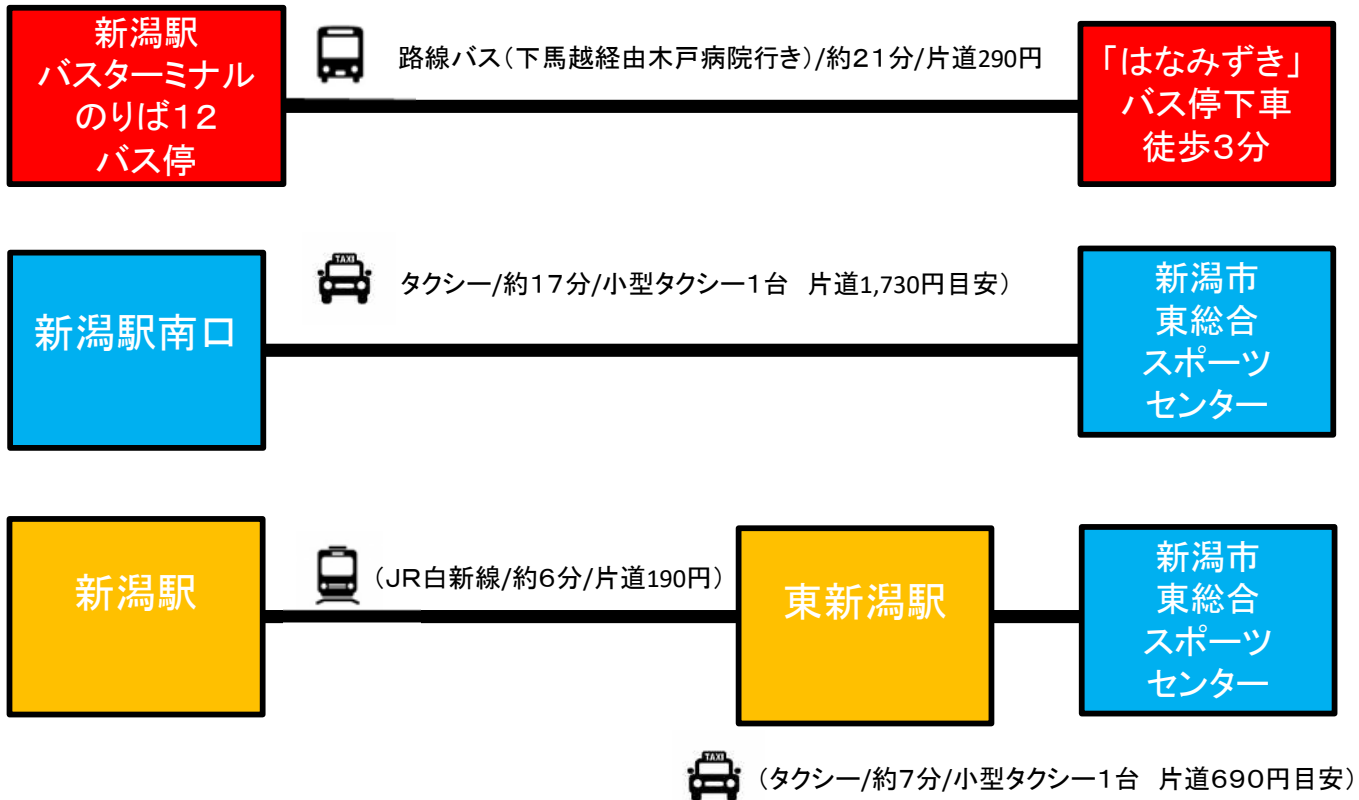 新潟駅
バスターミナル
のりば12
バス停
路線バス(下馬越経由木戸病院行き)/約21分/片道290円
「はなみずき」
バス停下車
徒歩3分
新潟駅南口
TAXI
タクシー/約17分/小型タクシー1台 片道1,730円目安)
新潟市
東総合
スポーツ
センター
新潟駅
(JR白新線/約6分/片道190円)
東新潟駅
新潟市
東総合
スポーツ
センター
TAXI
(タクシー/約7分/小型タクシー1台 片道690円目安)